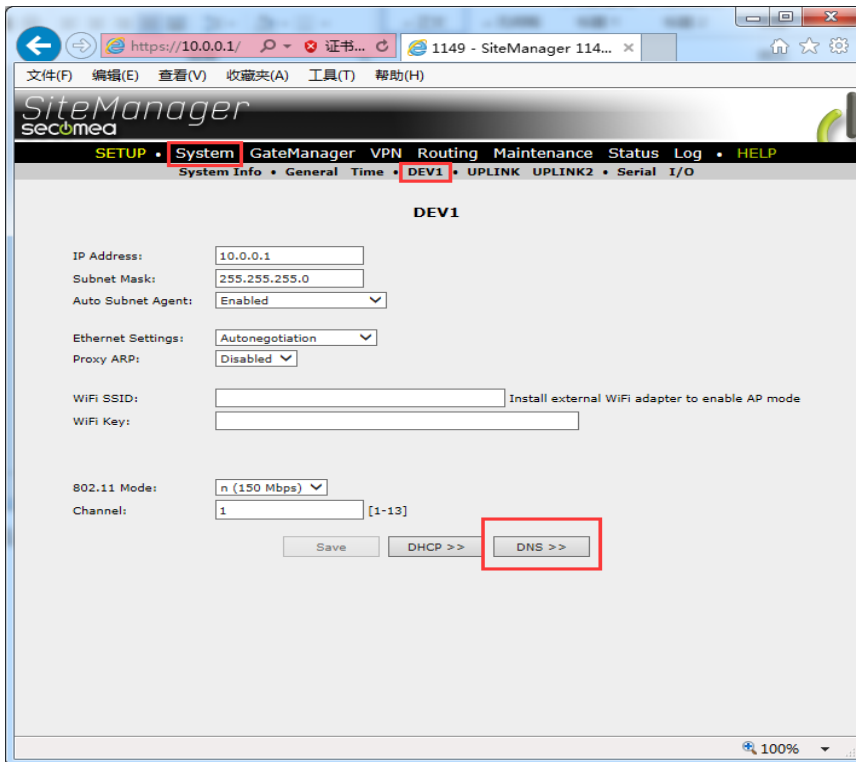 https://10.0.0.1/ 证书... 1149 - SiteManager 114...
文件(F) 编辑(E) 查看(V) 收藏夹(A) 工具(T) 帮助(H)
SiteManager
secomea
SETUP • System GateManager VPN Routing Maintenance Status Log • HELP
System Info • General Time • DEV1 • UPLINK UPLINK2 • Serial I/O
DEV1
IP Address: 10.0.0.1
Subnet Mask: 255.255.255.0
Auto Subnet Agent: Enabled
Ethernet Settings: Autonegotiation
Proxy ARP: Disabled
WiFi SSID: Install external WiFi adapter to enable AP mode
WiFi Key:
802.11 Mode: n (150 Mbps)
Channel: 1 [1-13]
Save DHCP >> DNS >>
100%